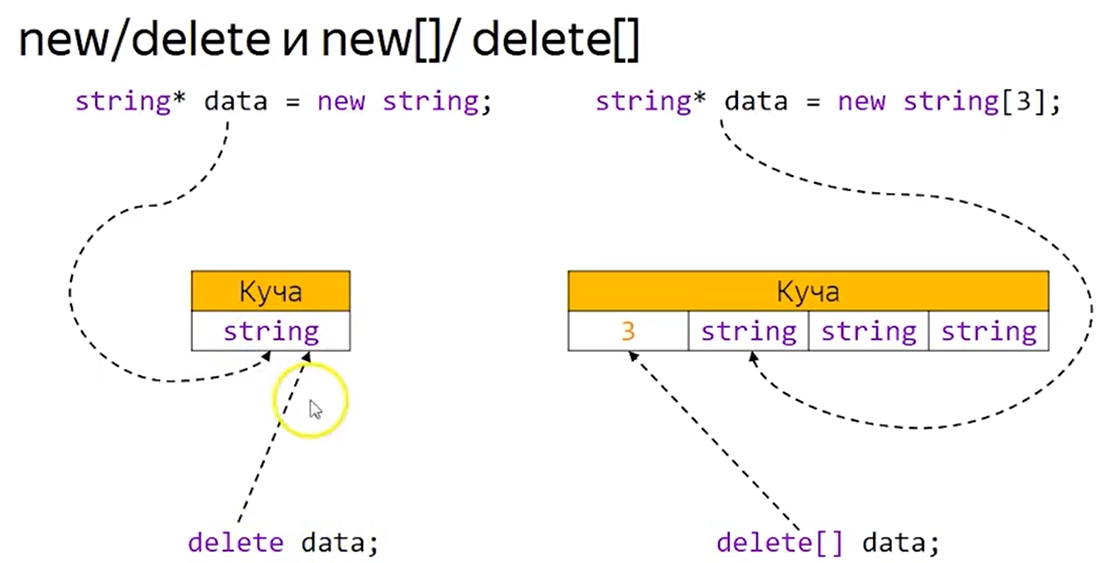 new/delete и new[]/ delete[]
string* data = new string;
string* data = new string[3];
Куча
string
Куча
3 string string string
delete data;
delete[] data;